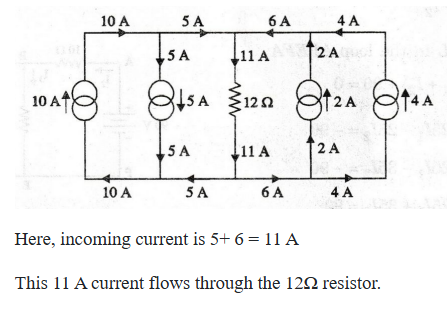 10 A 5 A 6 A 4 A
5 A 11 A 2 A
10 A 5 A 12 Ω 2 A 4 A
5 A 11 A 2 A
10 A 5 A 6 A 4 A
Here, incoming current is 5+ 6 = 11 A
This 11 A current flows through the 12Ω resistor.